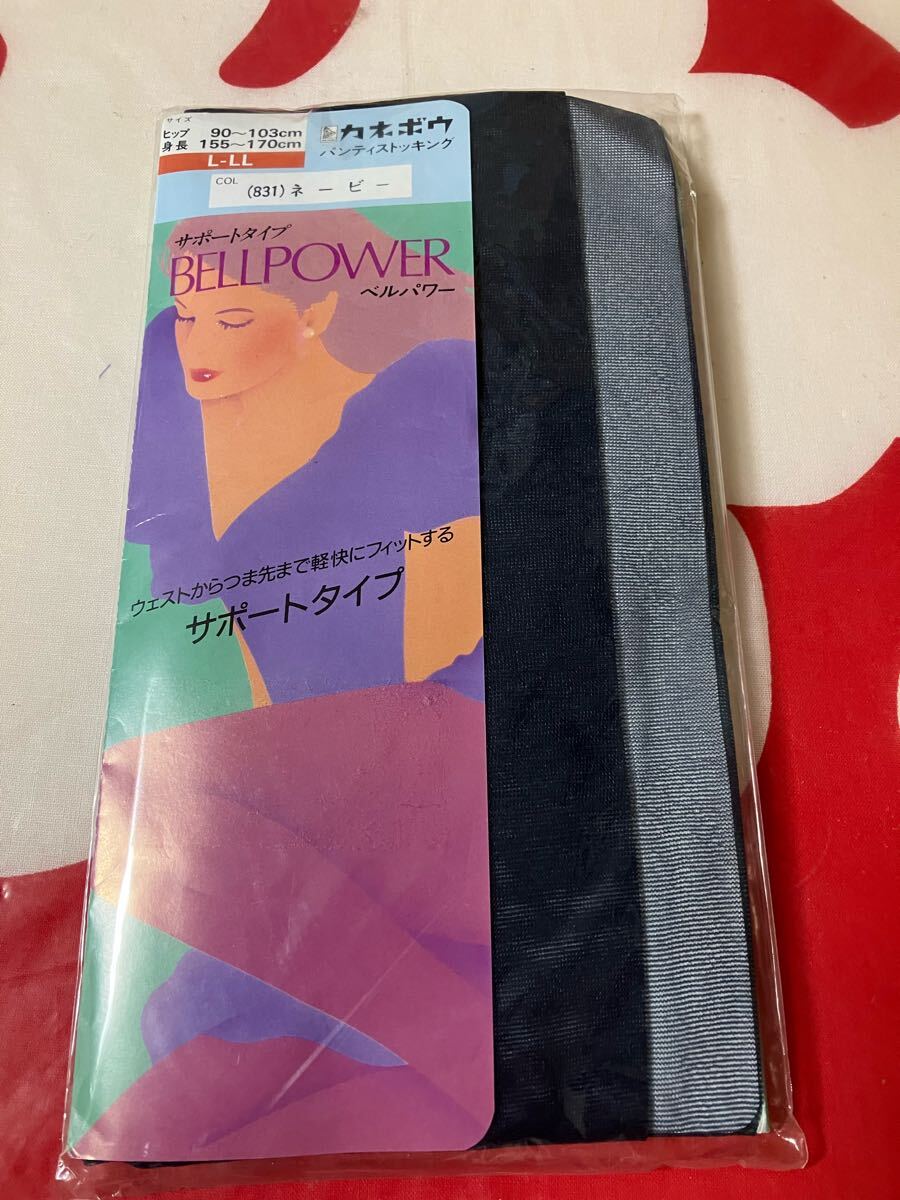 サイズ
ヒップ 90〜103cm
身長 155〜170cm
L-LL
カネボウ
パンティストッキング
COL
(831) ネービー
サポートタイプ
BELLPOWER
ベルパワー
ウェストからつま先まで軽快にフィットする
サポートタイプ